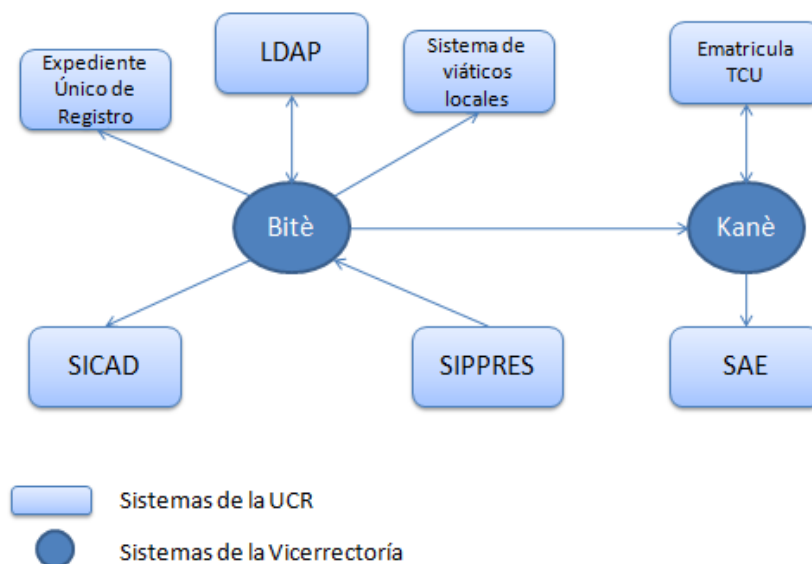 Expediente
Único de
Registro
LDAP
Sistema de
viáticos
locales
Ematricula
TCU
Bitè
Kanè
SICAD
SIPPRES
SAE
Sistemas de la UCR
Sistemas de la Vicerrectoría